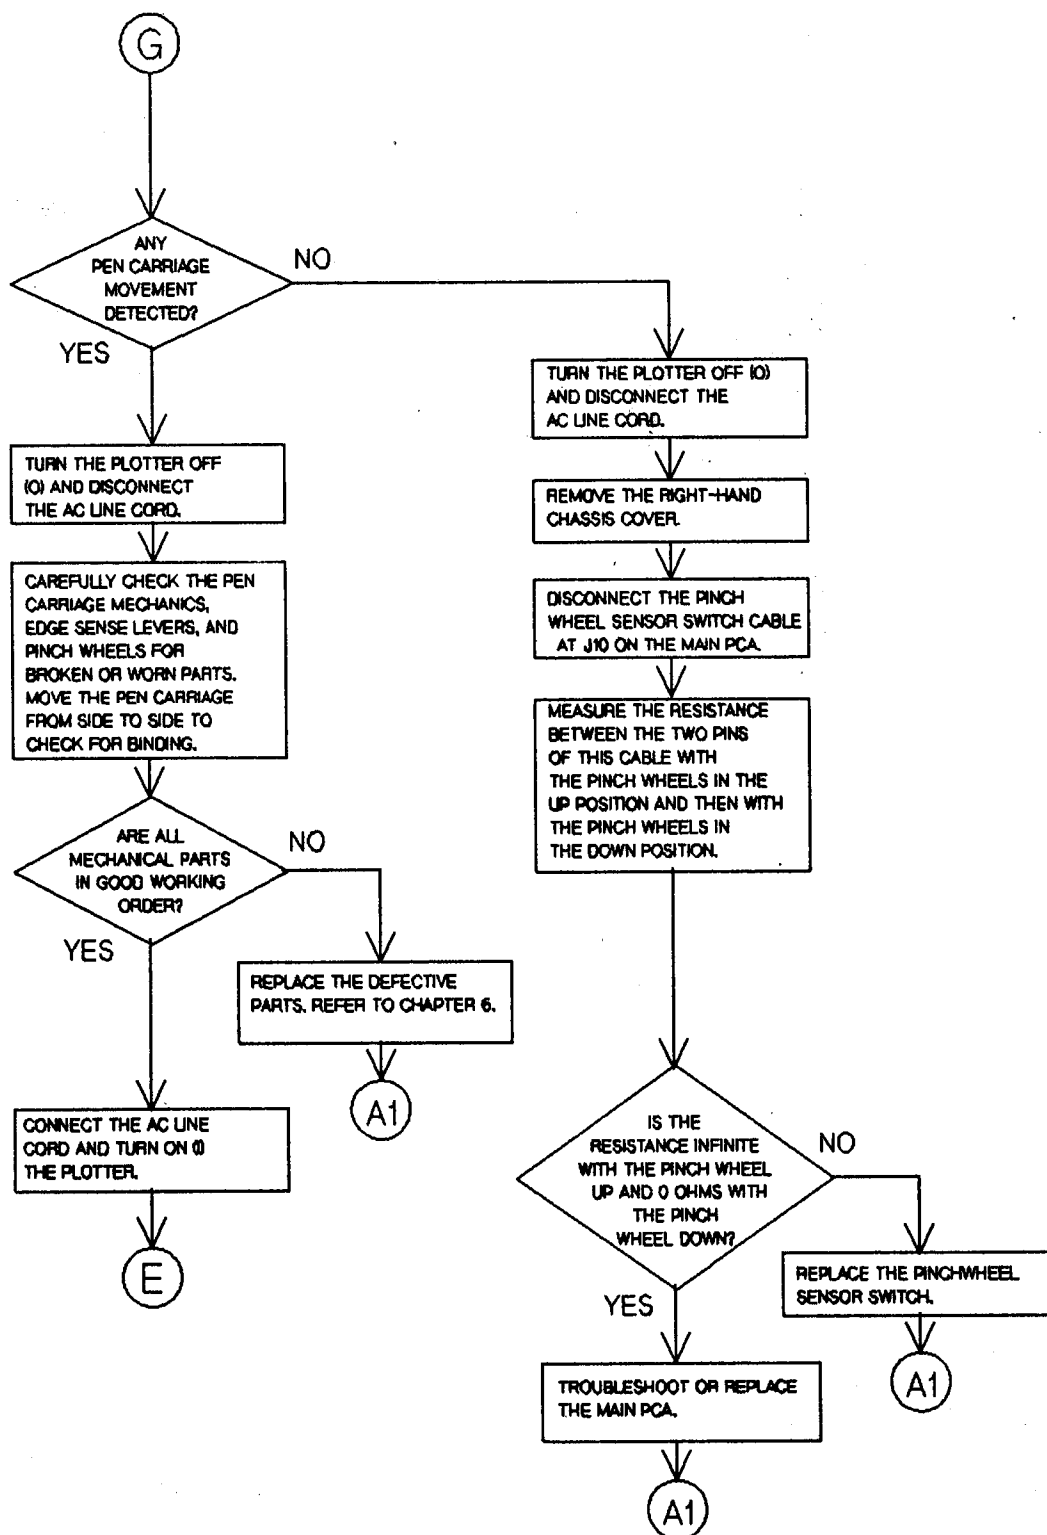 G
ANY
PEN CARRIAGE
MOVEMENT
DETECTED?
NO
YES
TURN THE PLOTTER OFF
(O) AND DISCONNECT
THE AC LINE CORD.
CAREFULLY CHECK THE PEN
CARRIAGE MECHANICS,
EDGE SENSE LEVERS, AND
PINCH WHEELS FOR
BROKEN OR WORN PARTS.
MOVE THE PEN CARRIAGE
FROM SIDE TO SIDE TO
CHECK FOR BINDING.
ARE ALL
MECHANICAL PARTS
IN GOOD WORKING
ORDER?
NO
YES
REPLACE THE DEFECTIVE
PARTS. REFER TO CHAPTER 6.
A1
CONNECT THE AC LINE
CORD AND TURN ON (I)
THE PLOTTER.
E
TURN THE PLOTTER OFF (O)
AND DISCONNECT THE
AC LINE CORD.
REMOVE THE RIGHT-HAND
CHASSIS COVER.
DISCONNECT THE PINCH
WHEEL SENSOR SWITCH CABLE
AT J10 ON THE MAIN PCA.
MEASURE THE RESISTANCE
BETWEEN THE TWO PINS
OF THIS CABLE WITH
THE PINCH WHEELS IN THE
UP POSITION AND THEN WITH
THE PINCH WHEELS IN
THE DOWN POSITION.
IS THE
RESISTANCE INFINITE
WITH THE PINCH WHEEL
UP AND 0 OHMS WITH
THE PINCH
WHEEL DOWN?
NO
YES
REPLACE THE PINCHWHEEL
SENSOR SWITCH.
A1
TROUBLESHOOT OR REPLACE
THE MAIN PCA.
A1